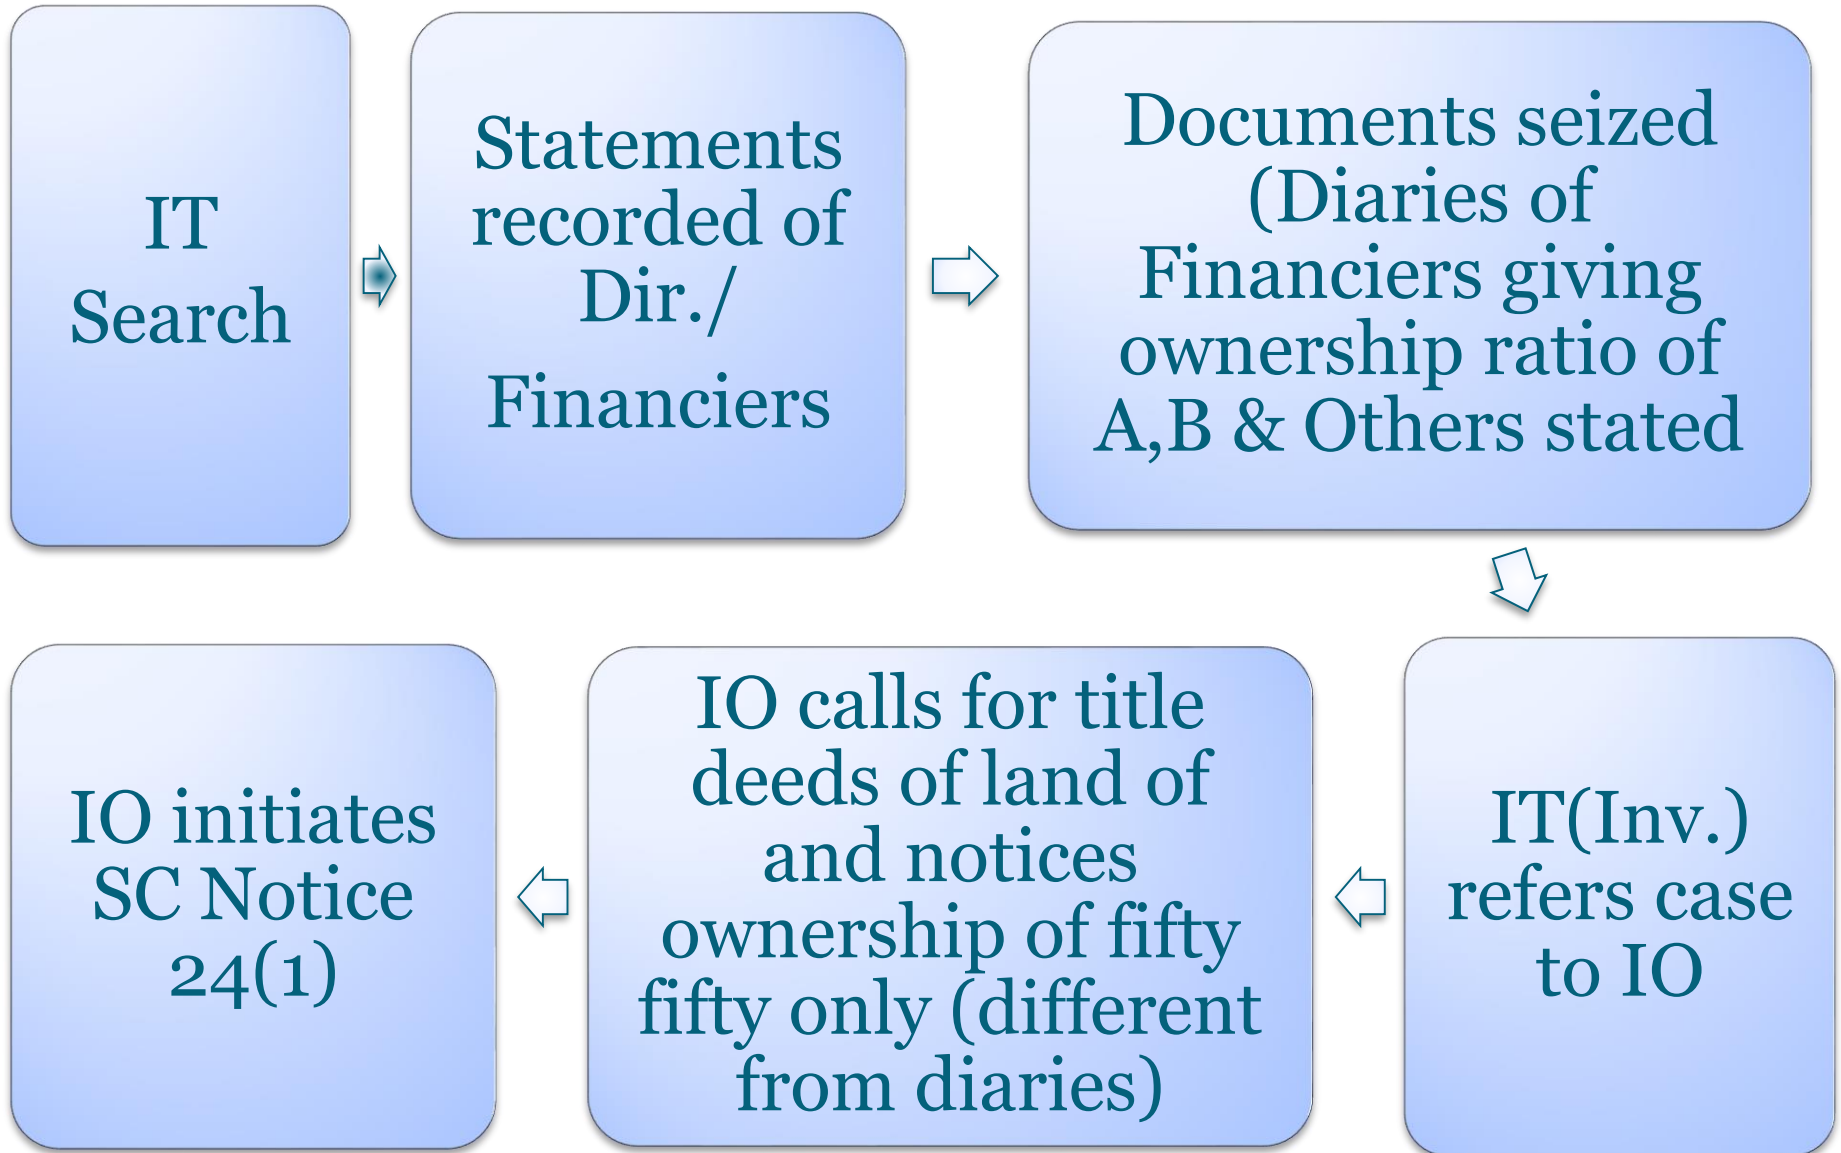 IT
Search
Statements
recorded of
Dir./
Financiers
Documents seized
(Diaries of
Financiers giving
ownership ratio of
A,B & Others stated
IT(Inv.)
refers case
to IO
IO calls for title
deeds of land of
and notices
ownership of fifty
fifty only (different
from diaries)
IO initiates
SC Notice
24(1)